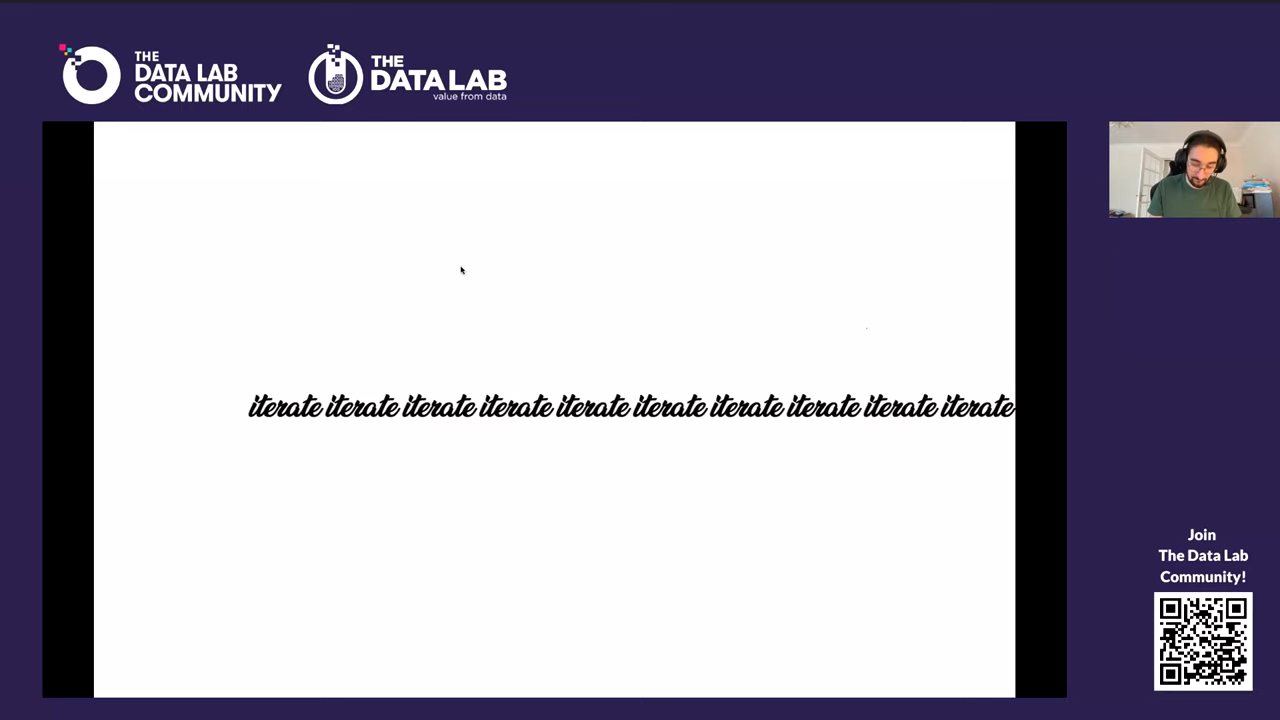 THE
DATA LAB
COMMUNITY
THE
DATA LAB
value from data
iterate iterate iterate iterate iterate iterate iterate iterate iterate iterate
Join
The Data Lab
Community!